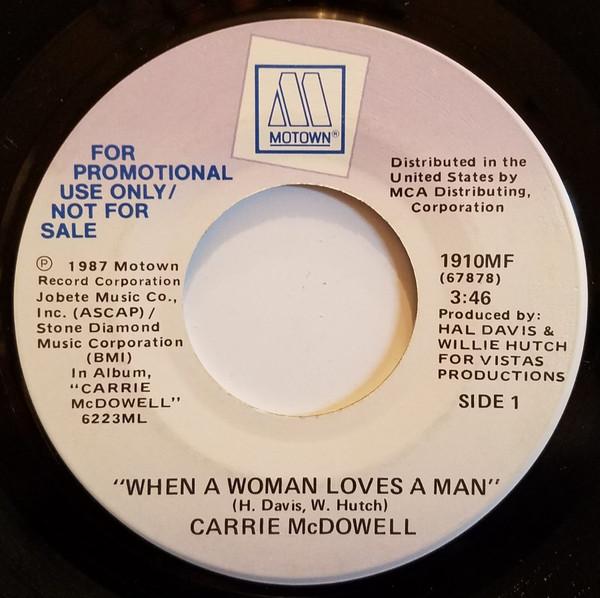 MOTOWN®
FOR
PROMOTIONAL
USE ONLY/
NOT FOR
SALE
Distributed in the
United States by
MCA Distributing,
Corporation
℗ 1987 Motown
Record Corporation
Jobete Music Co.,
Inc. (ASCAP) /
Stone Diamond
Music Corporation
(BMI)
In Album,
"CARRIE
McDOWELL"
6223ML
1910MF
(67878)
3:46
Produced by:
HAL DAVIS &
WILLIE HUTCH
FOR VISTAS
PRODUCTIONS
SIDE 1
"WHEN A WOMAN LOVES A MAN"
(H. Davis, W. Hutch)
CARRIE McDOWELL